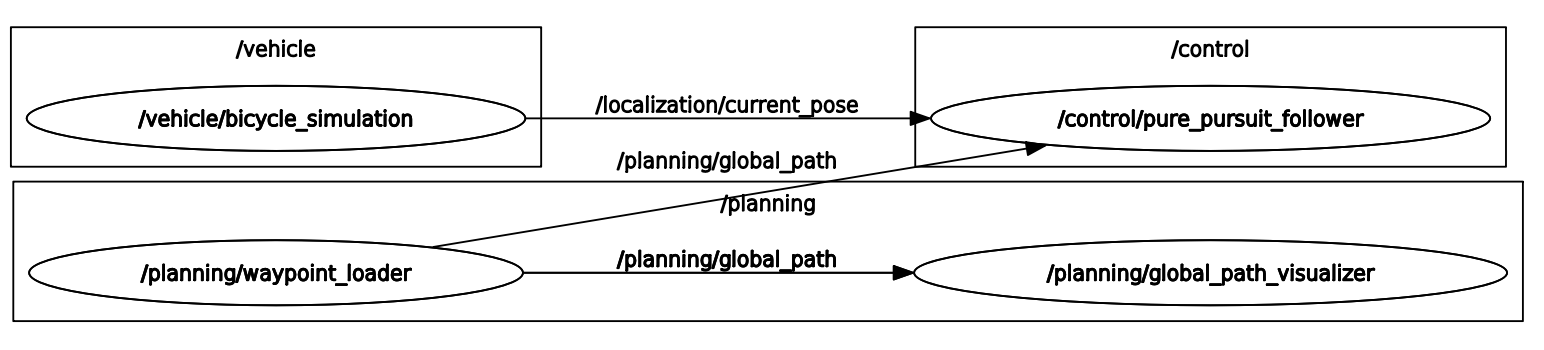 /vehicle
/control
/vehicle/bicycle_simulation
/localization/current_pose
/control/pure_pursuit_follower
/planning/global_path
/planning
/planning/waypoint_loader
/planning/global_path
/planning/global_path_visualizer